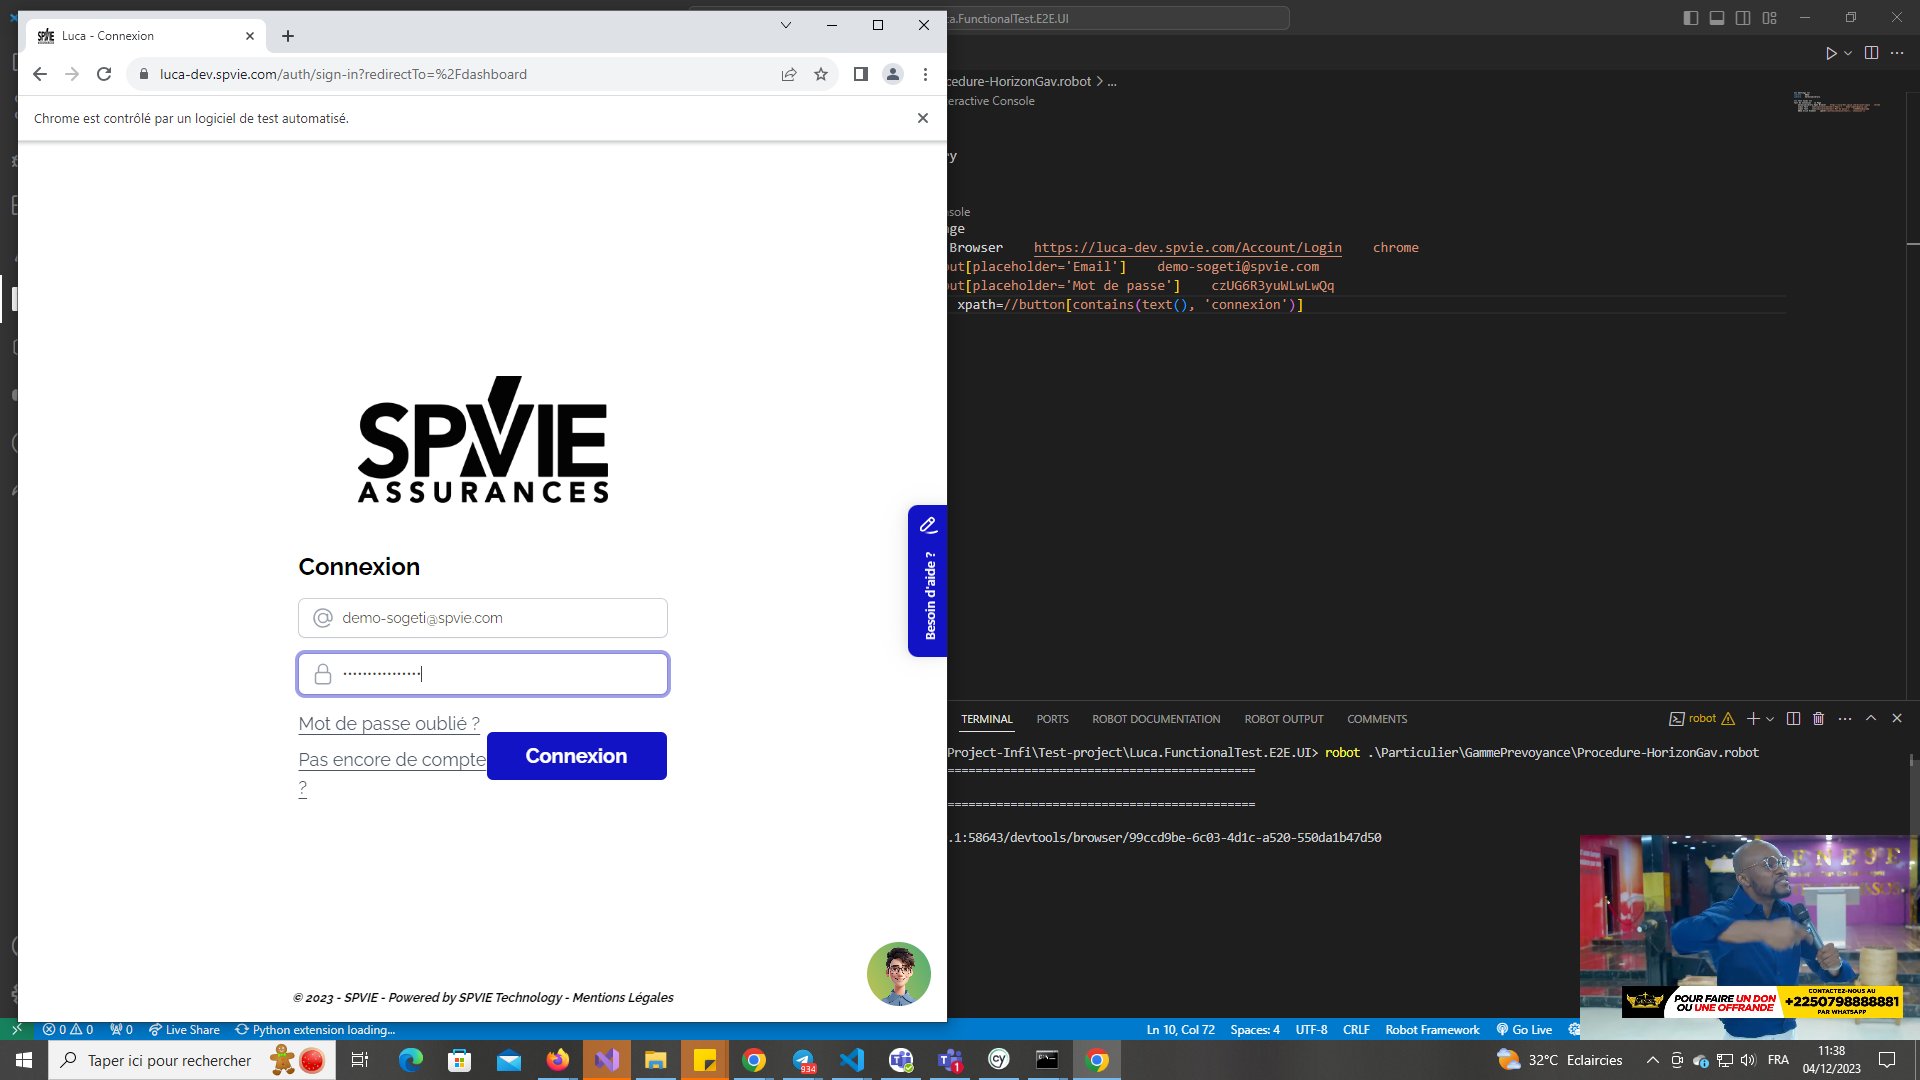 Luca - Connexion
luca-dev.spvie.com/auth/sign-in?redirectTo=%2Fdashboard
Chrome est contrôlé par un logiciel de test automatisé.
SPVIE
ASSURANCES
Connexion
demo-sogeti@spvie.com
Mot de passe oublié ?
Pas encore de compte
?
Connexion
Besoin d'aide ?
© 2023 - SPVIE - Powered by SPVIE Technology - Mentions Légales
ca.FunctionalTest.E2E.UI
cedure-HorizonGav.robot > ...
eractive Console
ry
sole
ge
Browser https://luca-dev.spvie.com/Account/Login chrome
out[placeholder='Email'] demo-sogeti@spvie.com
out[placeholder='Mot de passe'] czUG6R3yuWLwLwQq
xpath=//button[contains(text(), 'connexion')]
TERMINAL PORTS ROBOT DOCUMENTATION ROBOT OUTPUT COMMENTS
robot
Project-Infi\Test-project\Luca.FunctionalTest.E2E.UI> robot .\Particulier\GammePrevoyance\Procedure-HorizonGav.robot
.1:58643/devtools/browser/99ccd9be-6c03-4d1c-a520-550da1b47d50
POUR FAIRE UN DON
OU UNE OFFRANDE
CONTACTEZ-NOUS AU
+2250798888881
PAR WHATSAPP
0 0 0 Live Share Python extension loading...
Ln 10, Col 72 Spaces: 4 UTF-8 CRLF Robot Framework Go Live
Taper ici pour rechercher
934
cy
1
32°C Eclaircies
FRA
11:38
04/12/2023